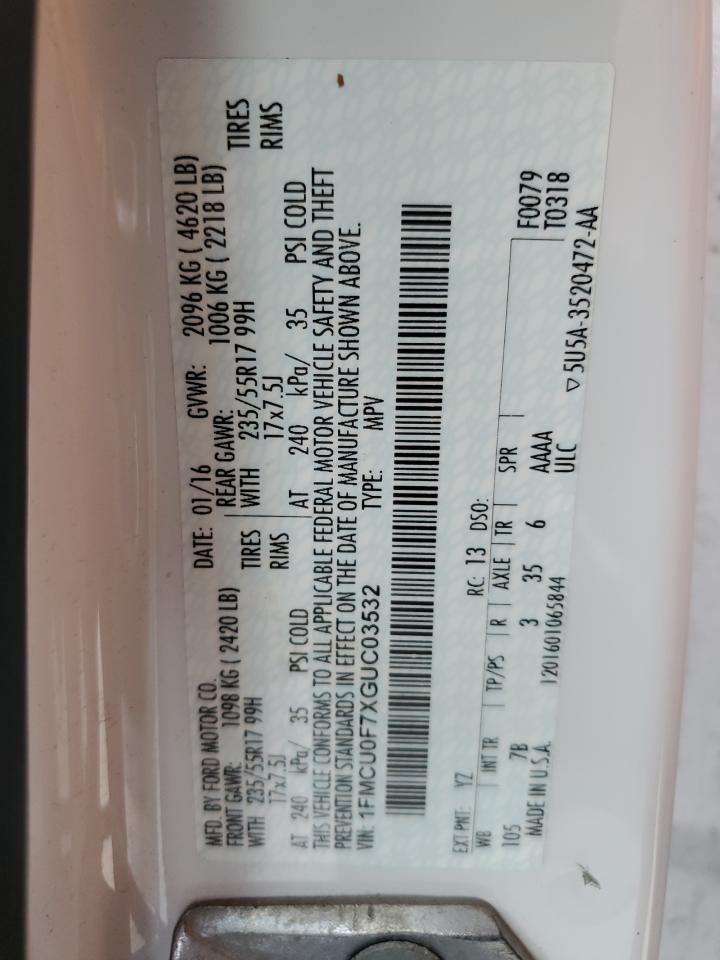 MFD. BY FORD MOTOR CO. DATE: 01/16 GVWR: 2096 KG ( 4620 LB)
FRONT GAWR: 1098 KG ( 2420 LB) REAR GAWR: 1006 KG ( 2218 LB)
WITH 235/55R17 99H TIRES WITH 235/55R17 99H TIRES
17x7.5J RIMS 17x7.5J RIMS
AT 240 kPa/ 35 PSI COLD AT 240 kPa/ 35 PSI COLD
THIS VEHICLE CONFORMS TO ALL APPLICABLE FEDERAL MOTOR VEHICLE SAFETY AND THEFT
PREVENTION STANDARDS IN EFFECT ON THE DATE OF MANUFACTURE SHOWN ABOVE.
VIN: 1FMCU0F7XGUC03532 TYPE: MPV
EXT PNT: YZ RC: 13 DSO:
WB INT TR TP/PS R AXLE TR SPR F0079
105 7B 3 35 6 AAAA T0318
MADE IN U.S.A. 1201601065844 ULC
▽ 5U5A-3520472-AA